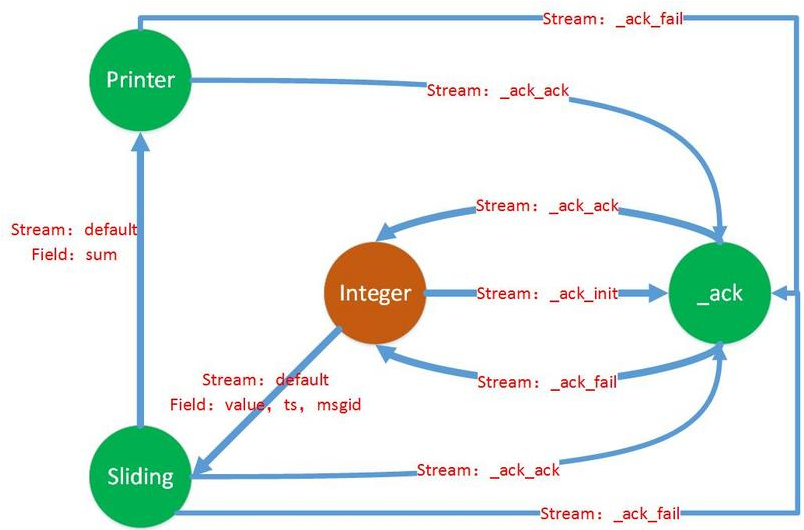 Stream： _ack_fail
Printer
Stream： _ack_ack
Stream： _ack_ack
Stream： default
Field： sum
Integer
Stream： _ack_init
_ack
Stream： default
Field： value，ts，msgid
Stream： _ack_fail
Sliding
Stream： _ack_ack
Stream： _ack_fail